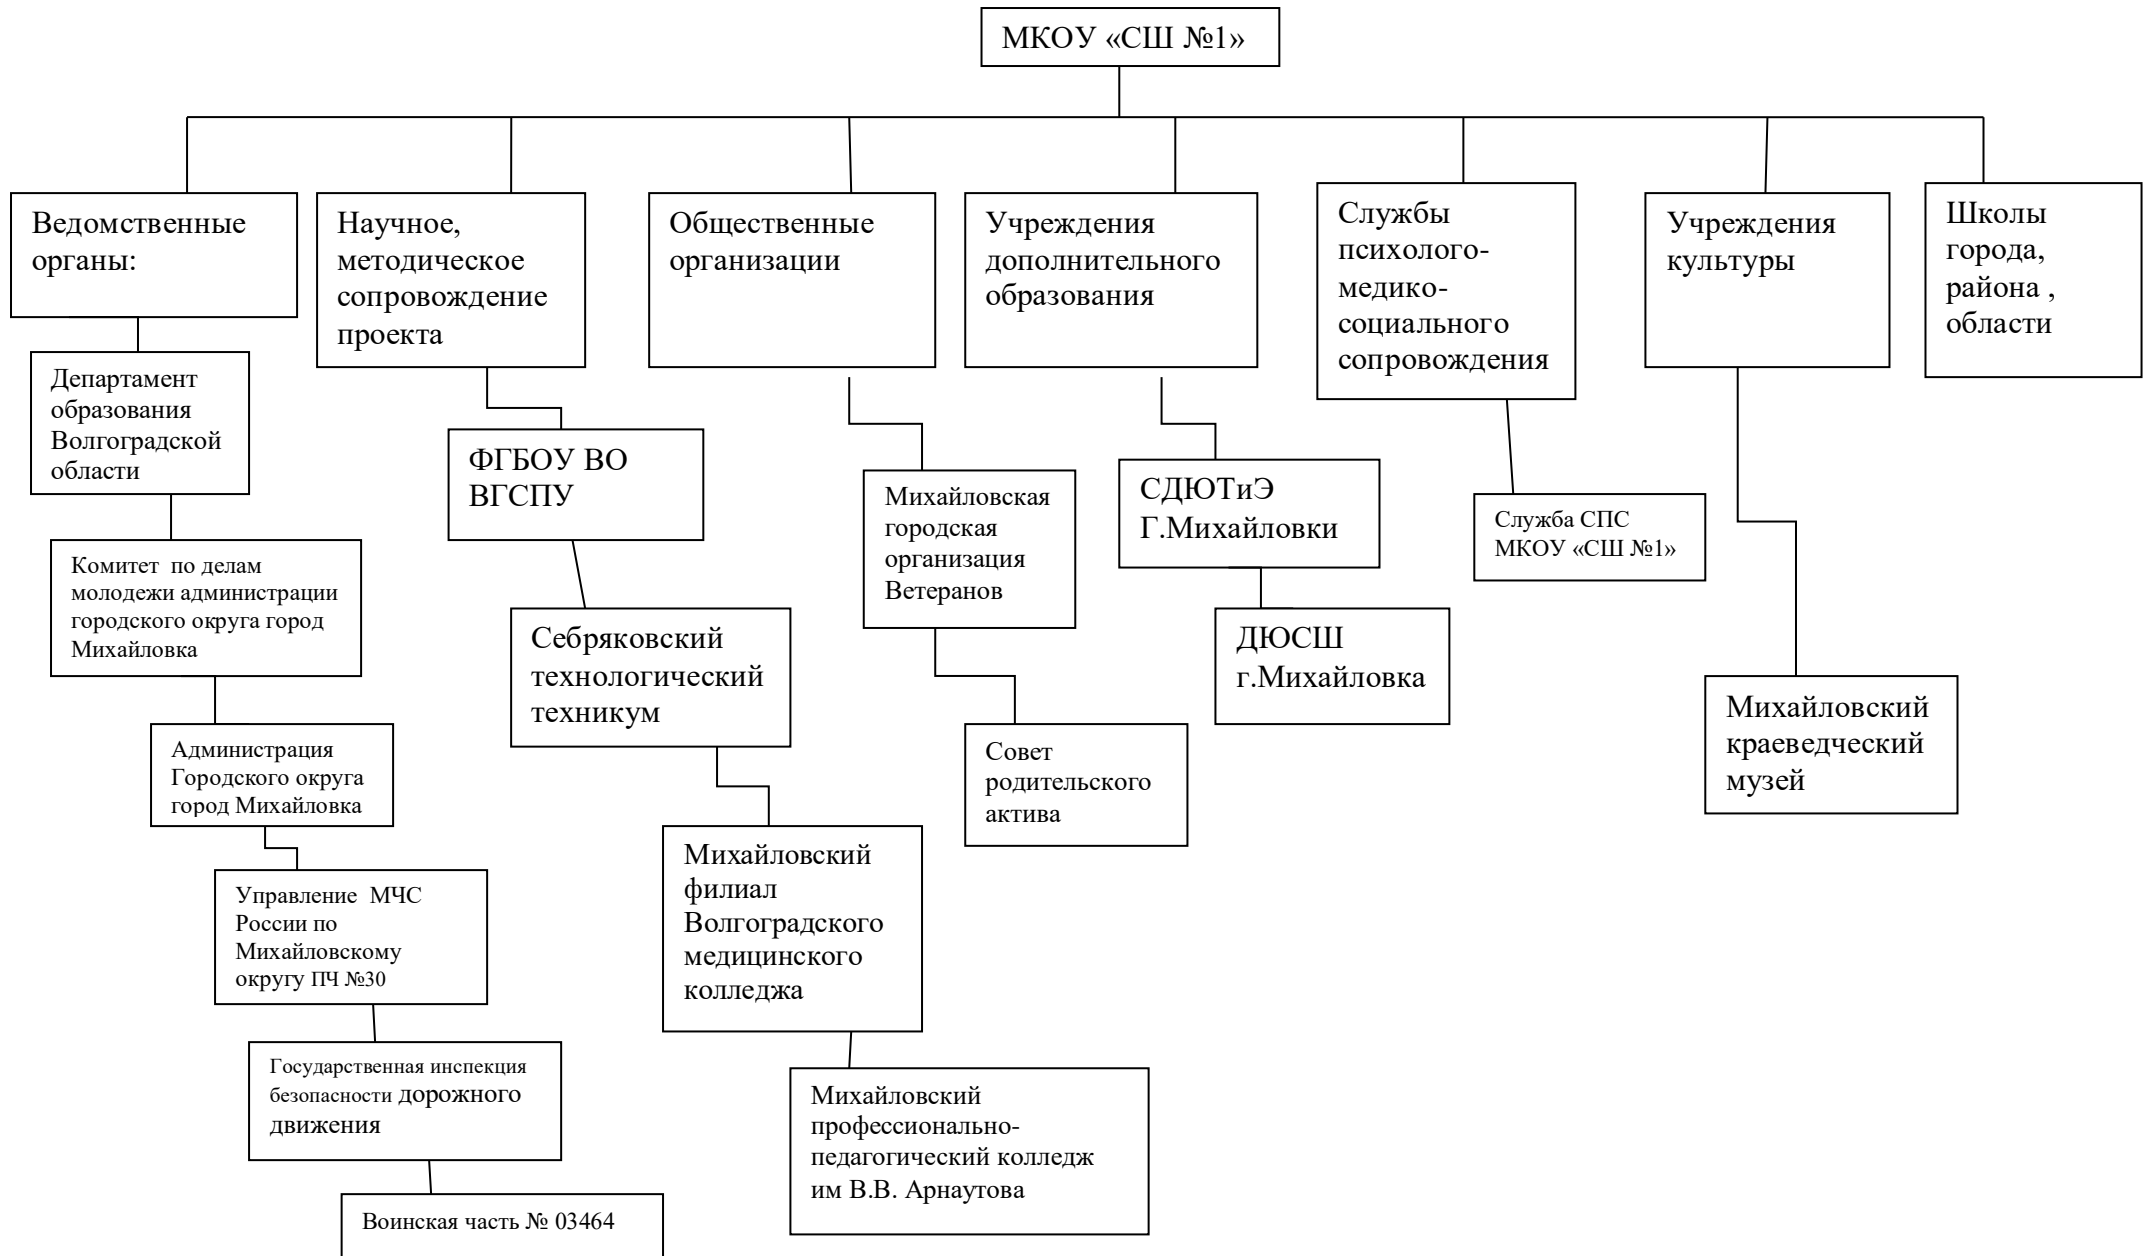 МКОУ «СШ №1»
Ведомственные
органы:
Департамент
образования
Волгоградской
области
Комитет по делам
молодежи администрации
городского округа город
Михайловка
Администрация
Городского округа
город Михайловка
Управление МЧС
России по
Михайловскому
округу ПЧ №30
Государственная инспекция
безопасности дорожного
движения
Воинская часть № 03464
Научное,
методическое
сопровождение
проекта
ФГБОУ ВО
ВГСПУ
Себряковский
технологический
техникум
Михайловский
филиал
Волгоградского
медицинского
колледжа
Михайловский
профессионально-
педагогический колледж
им В.В. Арнаутова
Общественные
организации
Михайловская
городская
организация
Ветеранов
Совет
родительского
актива
Учреждения
дополнительного
образования
СДЮТиЭ
Г.Михайловки
ДЮСШ
г.Михайловка
Службы
психолого-
медико-
социального
сопровождения
Служба СПС
МКОУ «СШ №1»
Учреждения
культуры
Михайловский
краеведческий
музей
Школы
города,
района ,
области